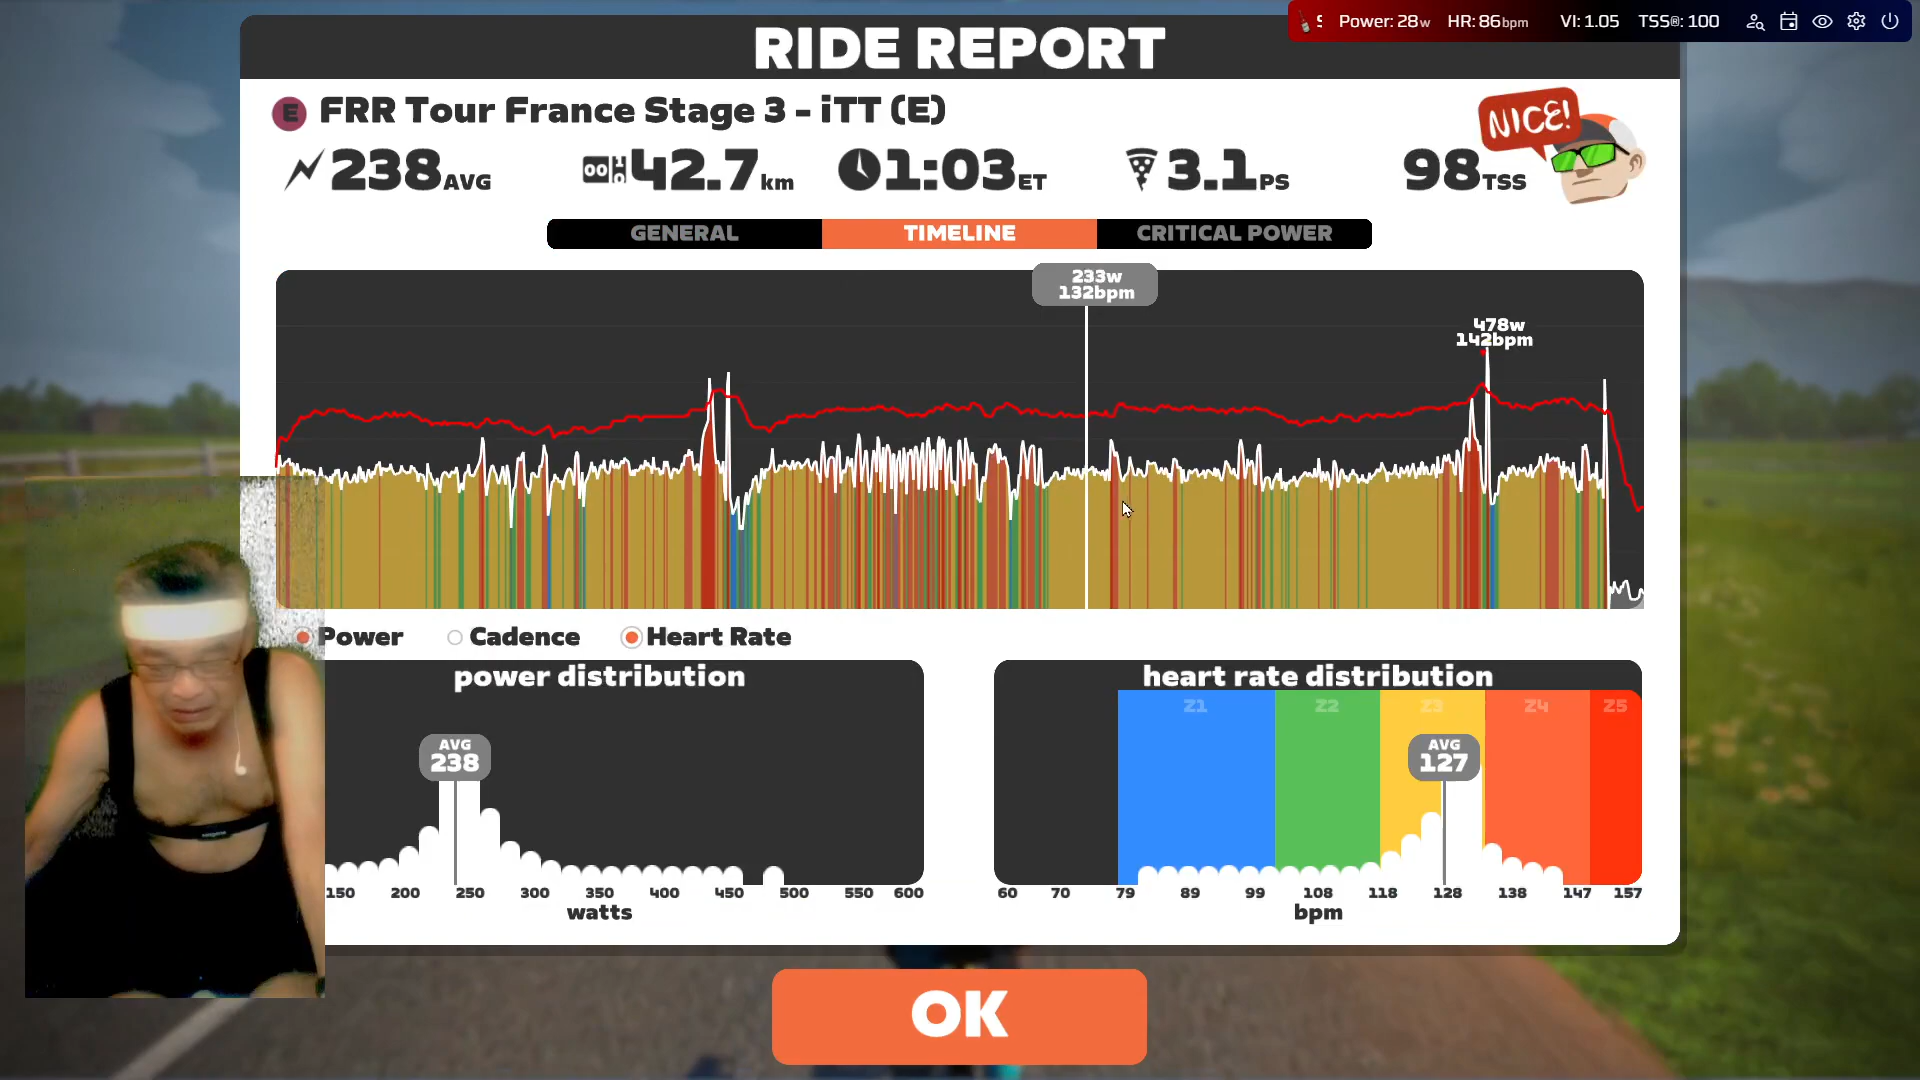 Power: 28w HR: 86bpm VI: 1.05 TSS®: 100
RIDE REPORT
E FRR Tour France Stage 3 - iTT (E)
NICE!
238AVG 42.7km 1:03ET 3.1PS 98TSS
GENERAL TIMELINE CRITICAL POWER
233w
132bpm
478w
142bpm
Power Cadence Heart Rate
power distribution
AVG
238
150 200 250 300 350 400 450 500 550 600
watts
heart rate distribution
Z1 Z2 Z3 Z4 Z5
AVG
127
60 70 79 89 99 108 118 128 138 147 157
bpm
OK